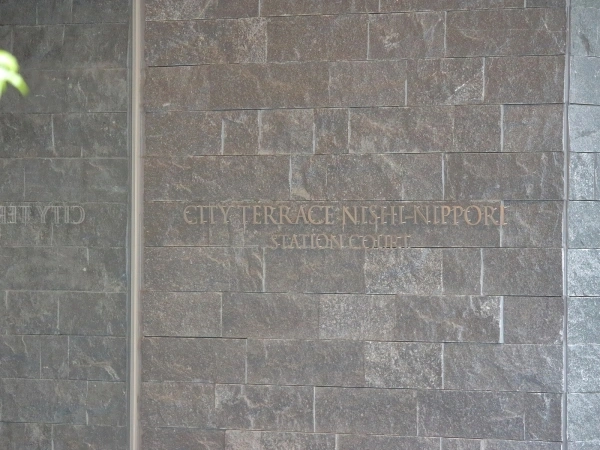 CITY TERRACE NISHI-NIPPORI
STATION COURT